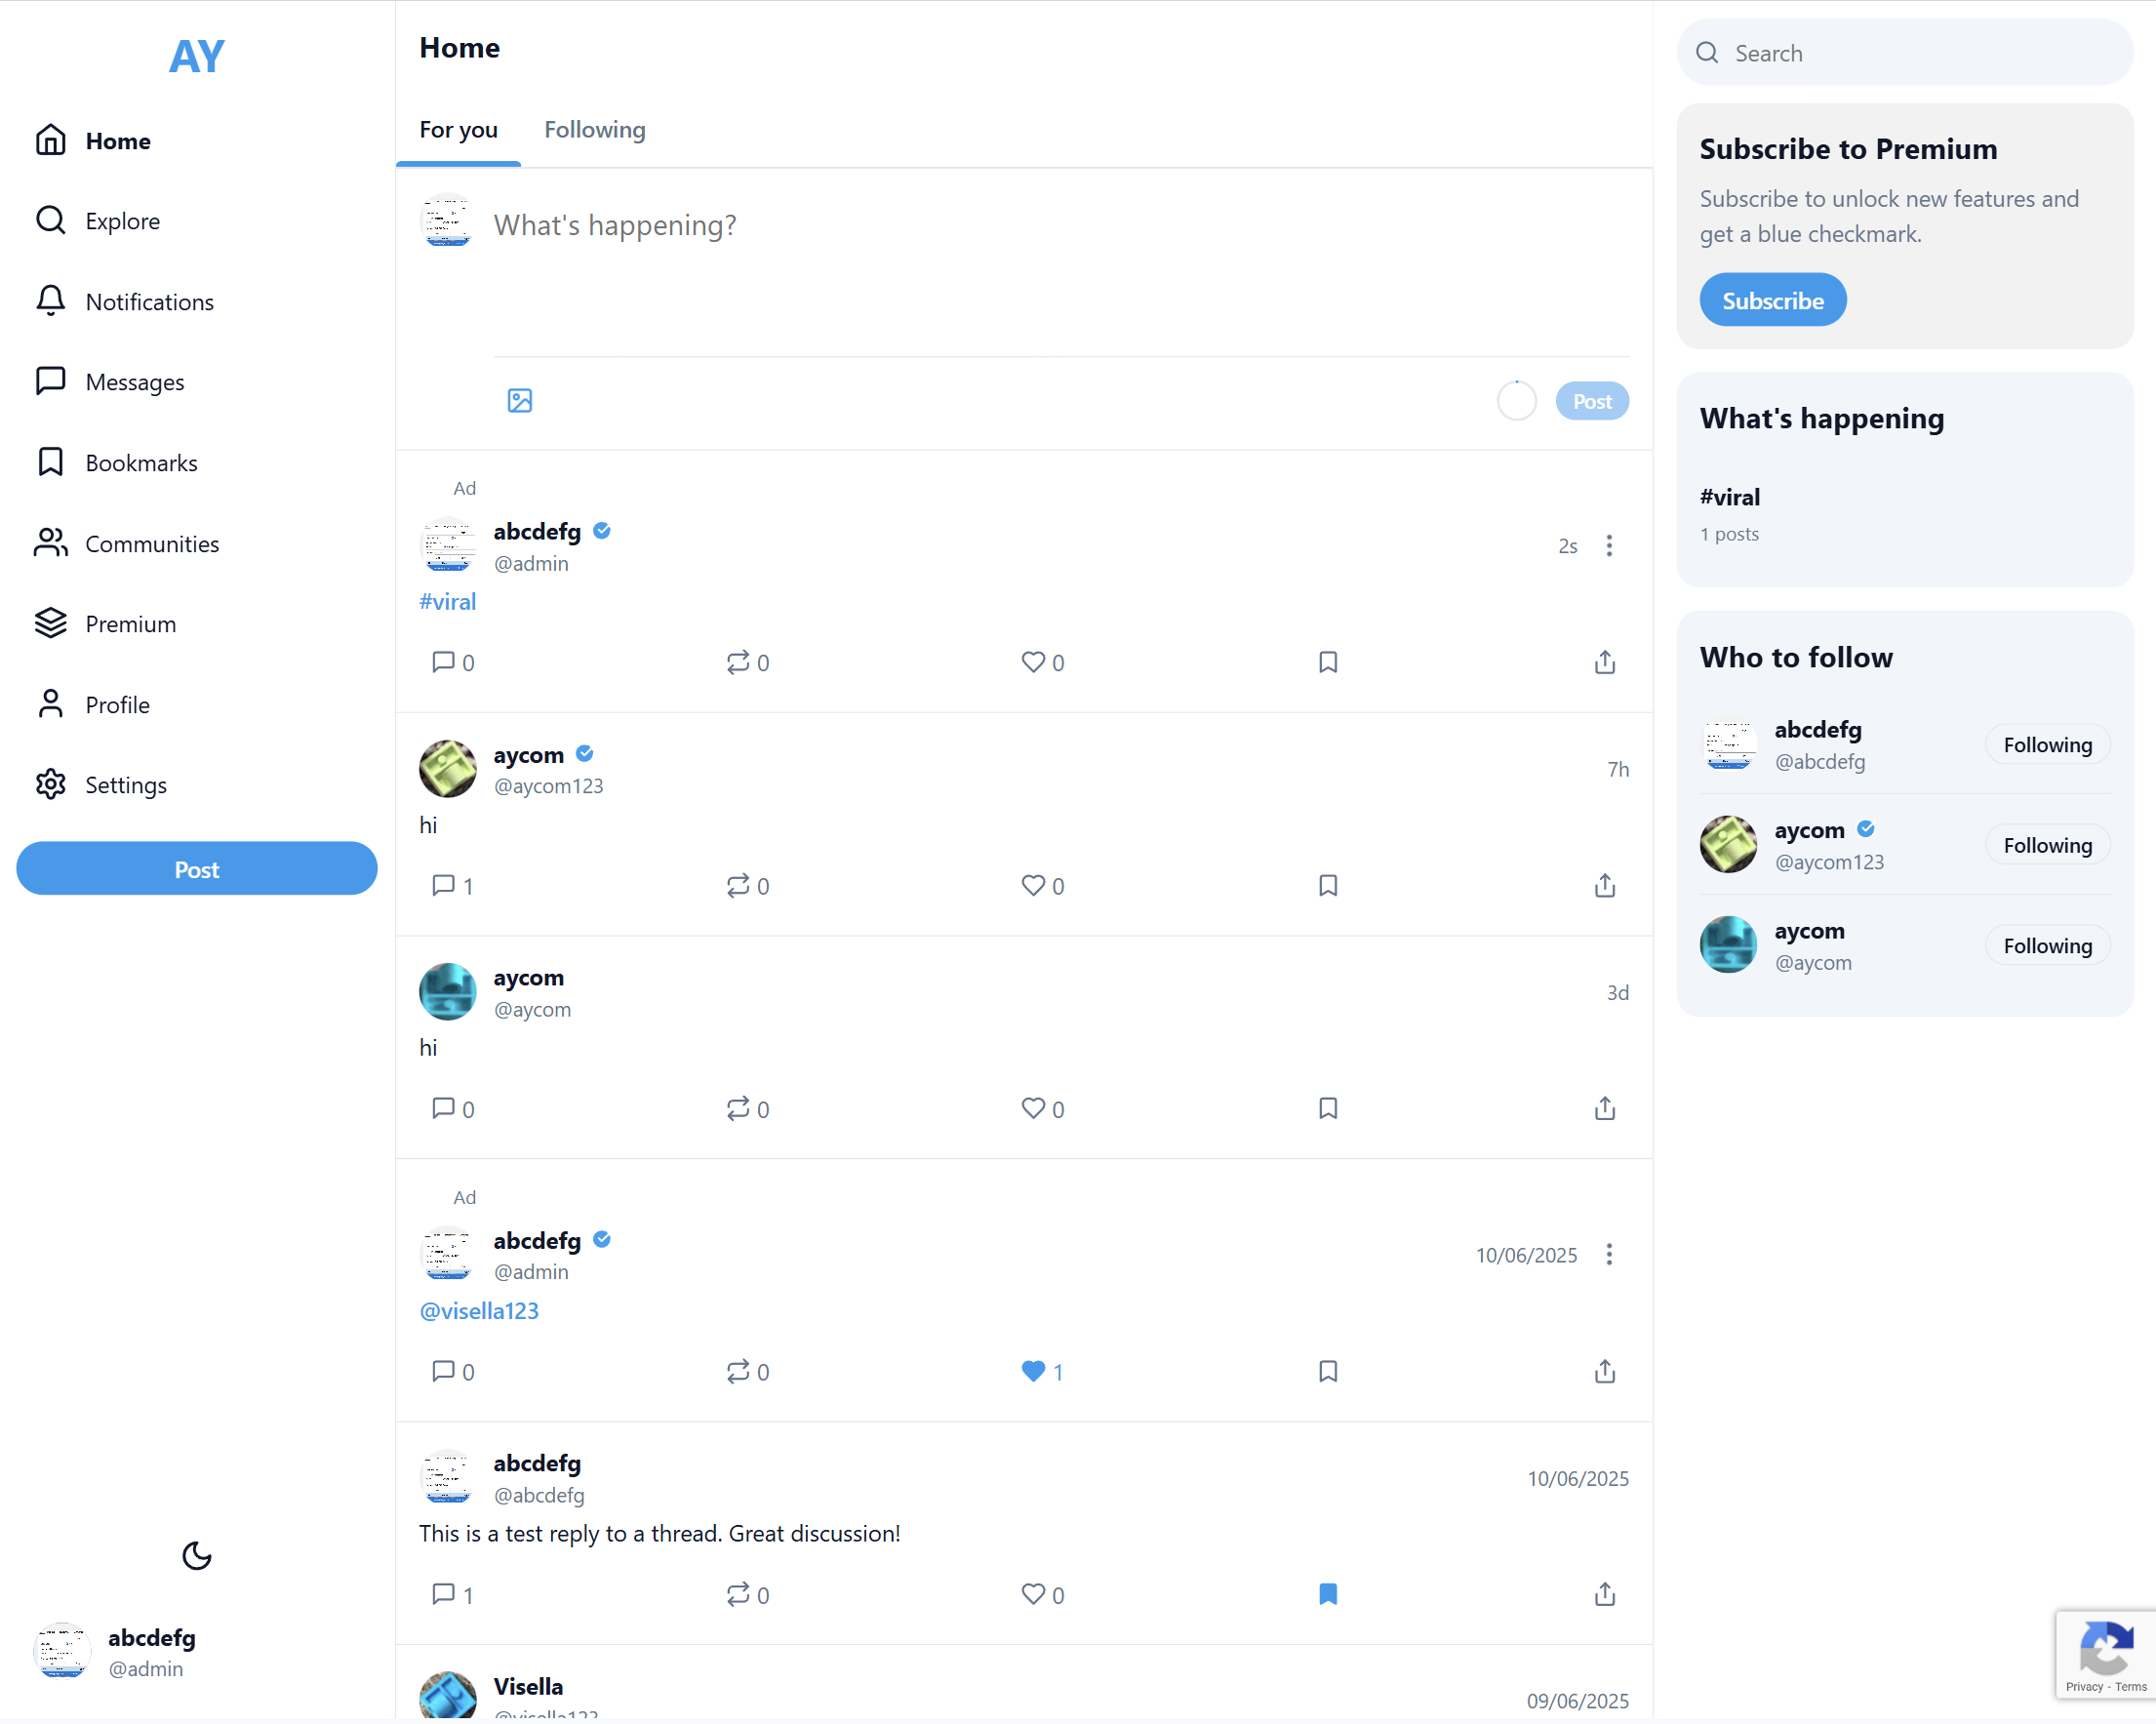 AY
Home
Explore
Notifications
Messages
Bookmarks
Communities
Premium
Profile
Settings
Post
abcdefg
@admin
Home
For you
Following
What's happening?
Post
Ad
abcdefg
@admin
2s
#viral
0
0
0
aycom
@aycom123
7h
hi
1
0
0
aycom
@aycom
3d
hi
0
0
0
Ad
abcdefg
@admin
10/06/2025
@visella123
0
0
1
abcdefg
@abcdefg
10/06/2025
This is a test reply to a thread. Great discussion!
1
0
0
Visella
@visella123
09/06/2025
Search
Subscribe to Premium
Subscribe to unlock new features and
get a blue checkmark.
Subscribe
What's happening
#viral
1 posts
Who to follow
abcdefg
@abcdefg
Following
aycom
@aycom123
Following
aycom
@aycom
Following
Privacy - Terms